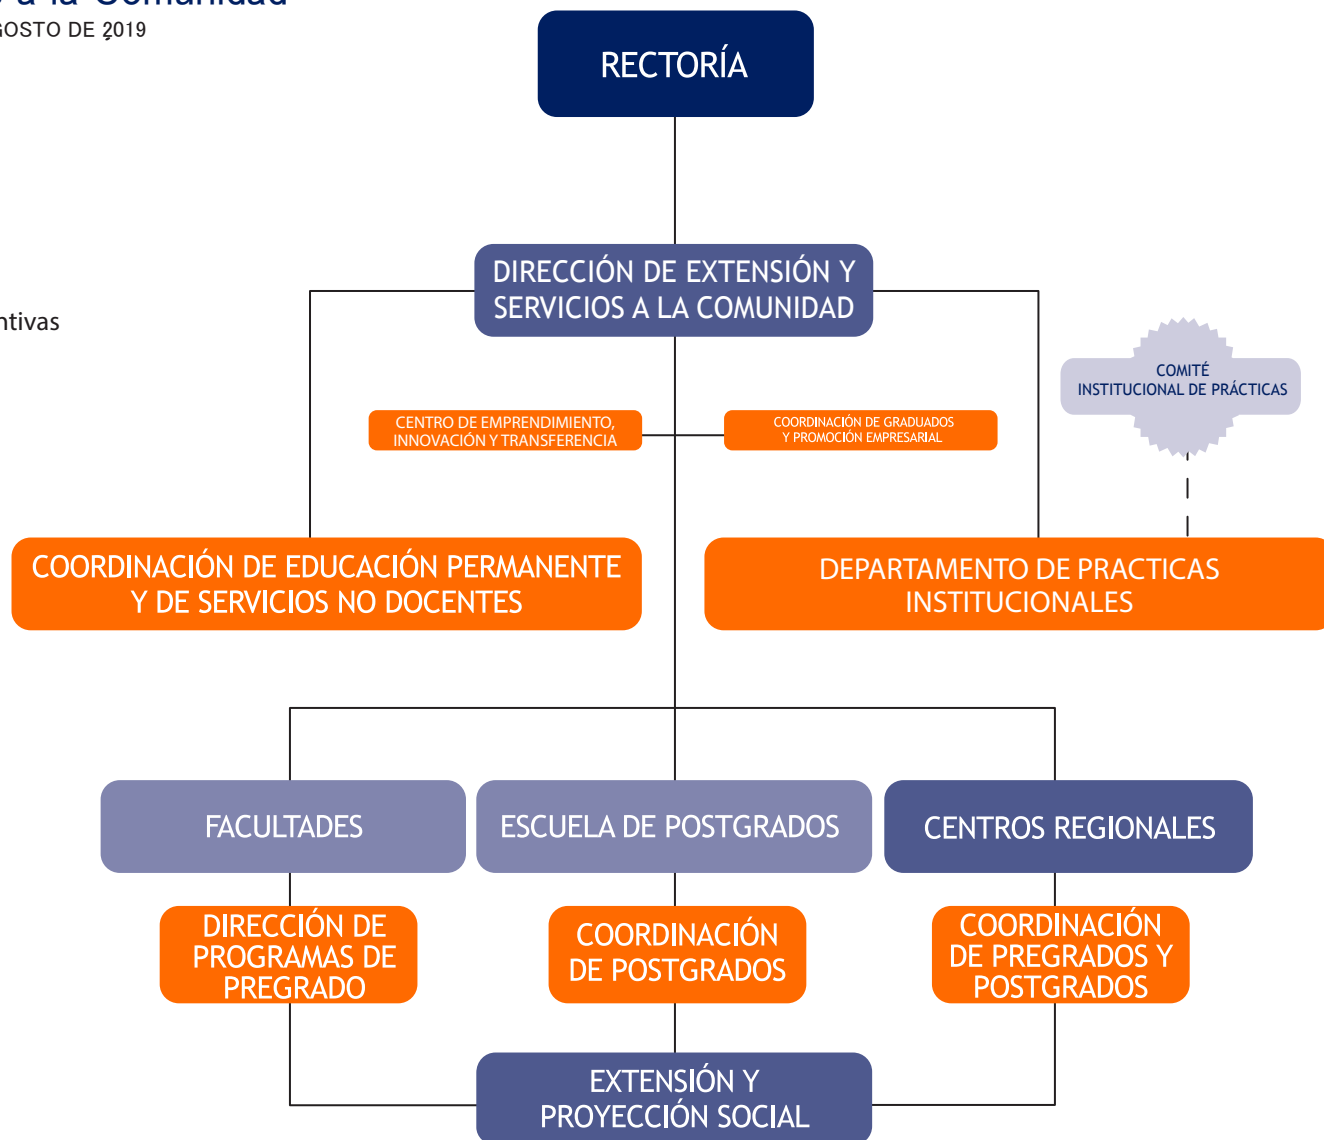 a la Comunidad
GOSTO DE 2019
RECTORÍA
DIRECCIÓN DE EXTENSIÓN Y
SERVICIOS A LA COMUNIDAD
ntivas
COMITÉ
INSTITUCIONAL DE PRÁCTICAS
CENTRO DE EMPRENDIMIENTO,
INNOVACIÓN Y TRANSFERENCIA
COORDINACIÓN DE GRADUADOS
Y PROMOCIÓN EMPRESARIAL
COORDINACIÓN DE EDUCACIÓN PERMANENTE
Y DE SERVICIOS NO DOCENTES
DEPARTAMENTO DE PRACTICAS
INSTITUCIONALES
FACULTADES
ESCUELA DE POSTGRADOS
CENTROS REGIONALES
DIRECCIÓN DE
PROGRAMAS DE
PREGRADO
COORDINACIÓN
DE POSTGRADOS
COORDINACIÓN
DE PREGRADOS Y
POSTGRADOS
EXTENSIÓN Y
PROYECCIÓN SOCIAL